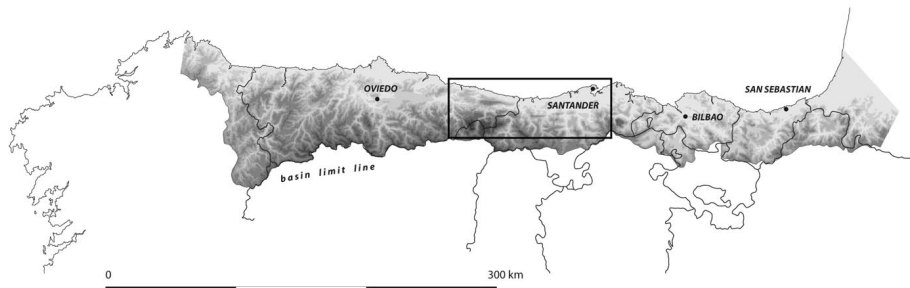 OVIEDO
SANTANDER
SAN SEBASTIAN
BILBAO
basin limit line
0
300 km